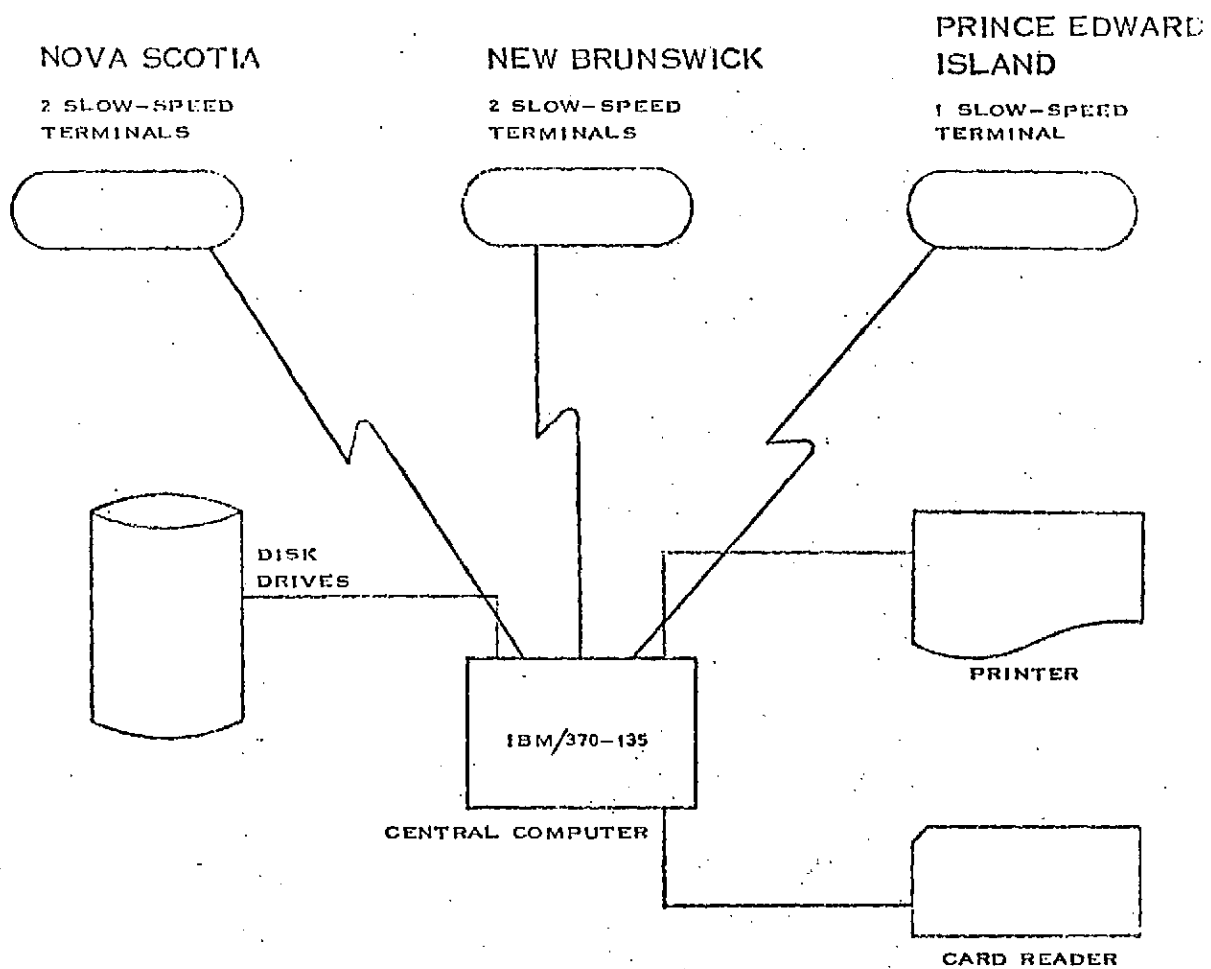 NOVA SCOTIA
2 SLOW-SPEED
TERMINALS
NEW BRUNSWICK
2 SLOW-SPEED
TERMINALS
PRINCE EDWARD
ISLAND
1 SLOW-SPEED
TERMINAL
DISK
DRIVES
PRINTER
IBM/370-135
CENTRAL COMPUTER
CARD READER